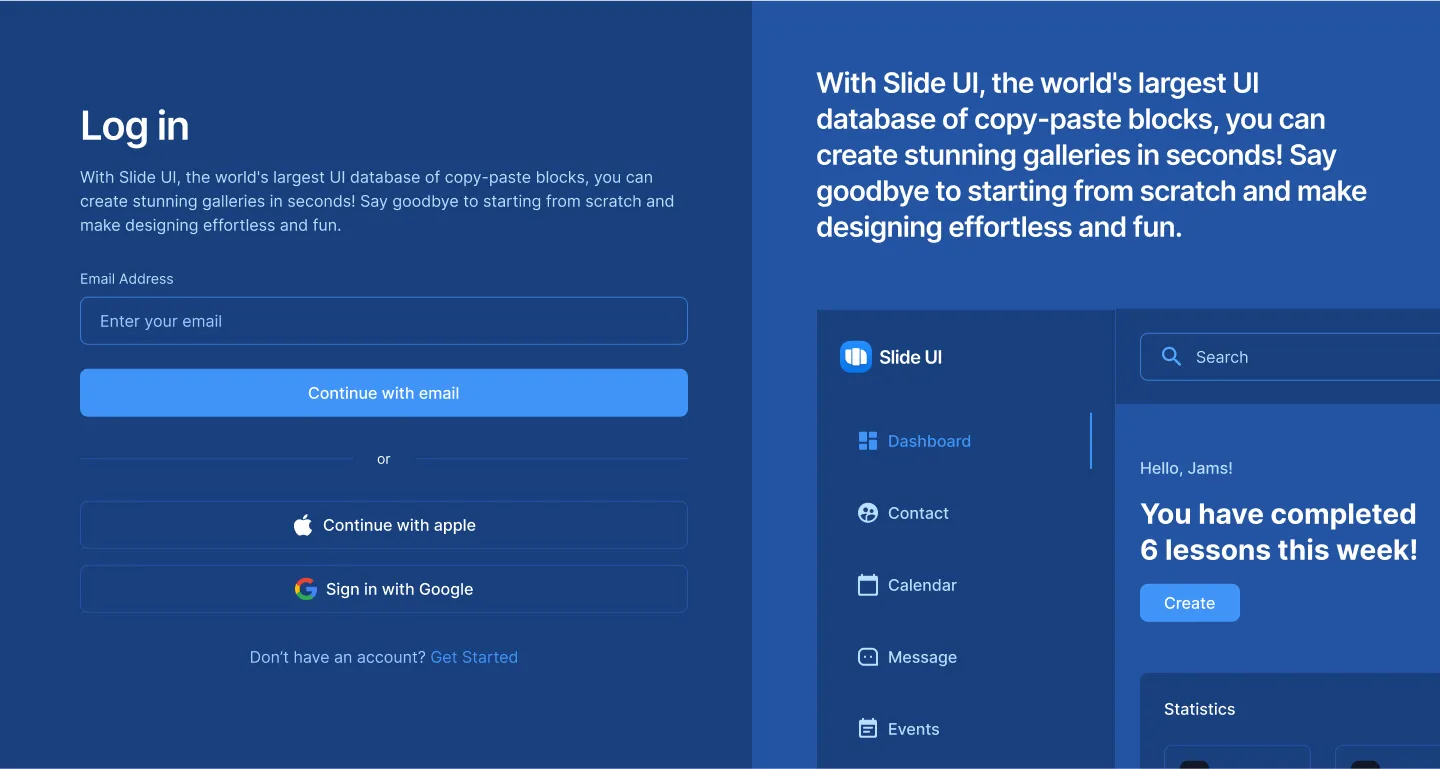 Log in
With Slide UI, the world's largest UI database of copy-paste blocks, you can
create stunning galleries in seconds! Say goodbye to starting from scratch and
make designing effortless and fun.
Email Address
Enter your email
Continue with email
or
Continue with apple
Sign in with Google
Don’t have an account? Get Started
With Slide UI, the world's largest UI
database of copy-paste blocks, you can
create stunning galleries in seconds! Say
goodbye to starting from scratch and make
designing effortless and fun.
Slide UI
Dashboard
Contact
Calendar
Message
Events
Search
Hello, Jams!
You have completed
6 lessons this week!
Create
Statistics